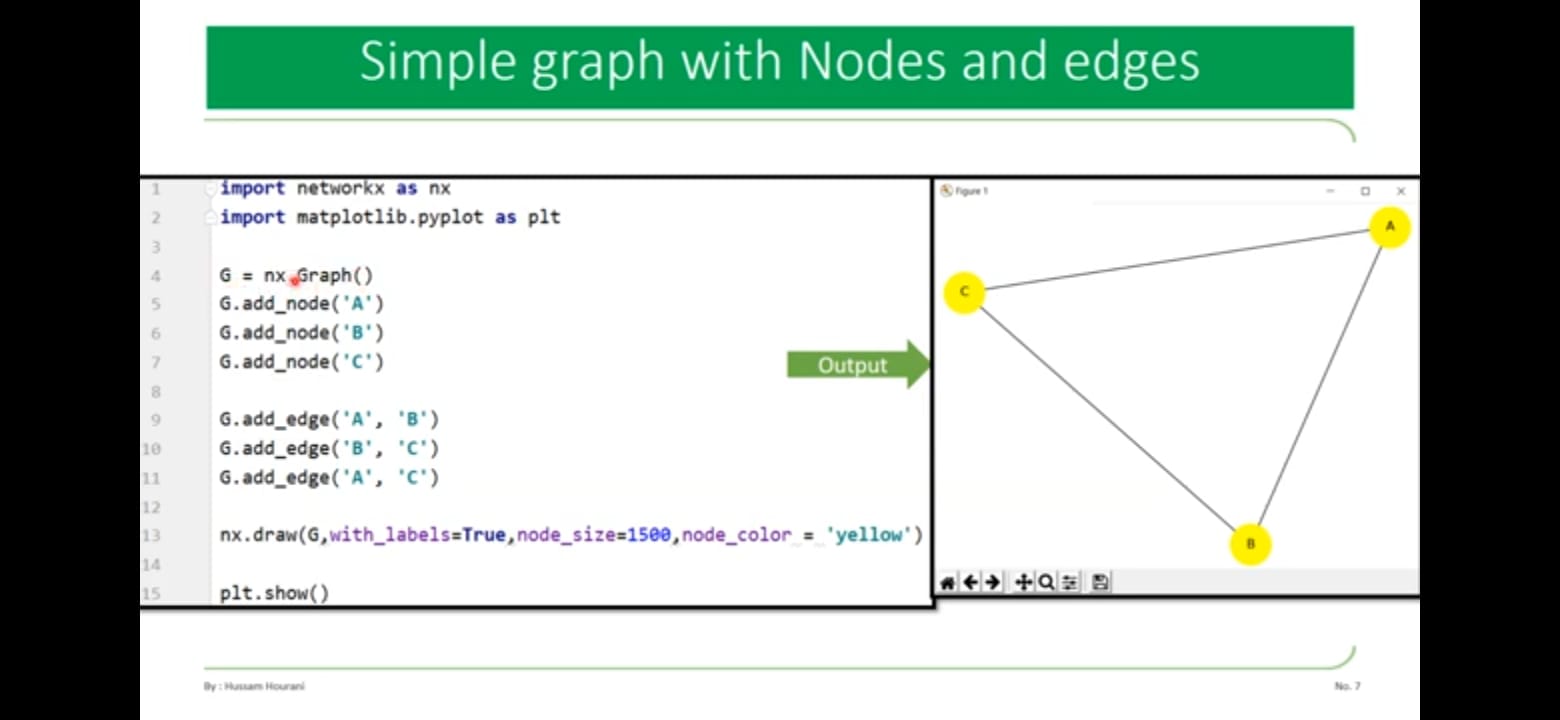 Simple graph with Nodes and edges
1 import networkx as nx
2 import matplotlib.pyplot as plt
3
4 G = nx.Graph()
5 G.add_node('A')
6 G.add_node('B')
7 G.add_node('C')
8
9 G.add_edge('A', 'B')
10 G.add_edge('B', 'C')
11 G.add_edge('A', 'C')
12
13 nx.draw(G,with_labels=True,node_size=1500,node_color = 'yellow')
14
15 plt.show()
Output
Figure 1
A
C
B
By : Hussam Hourani
No. 7